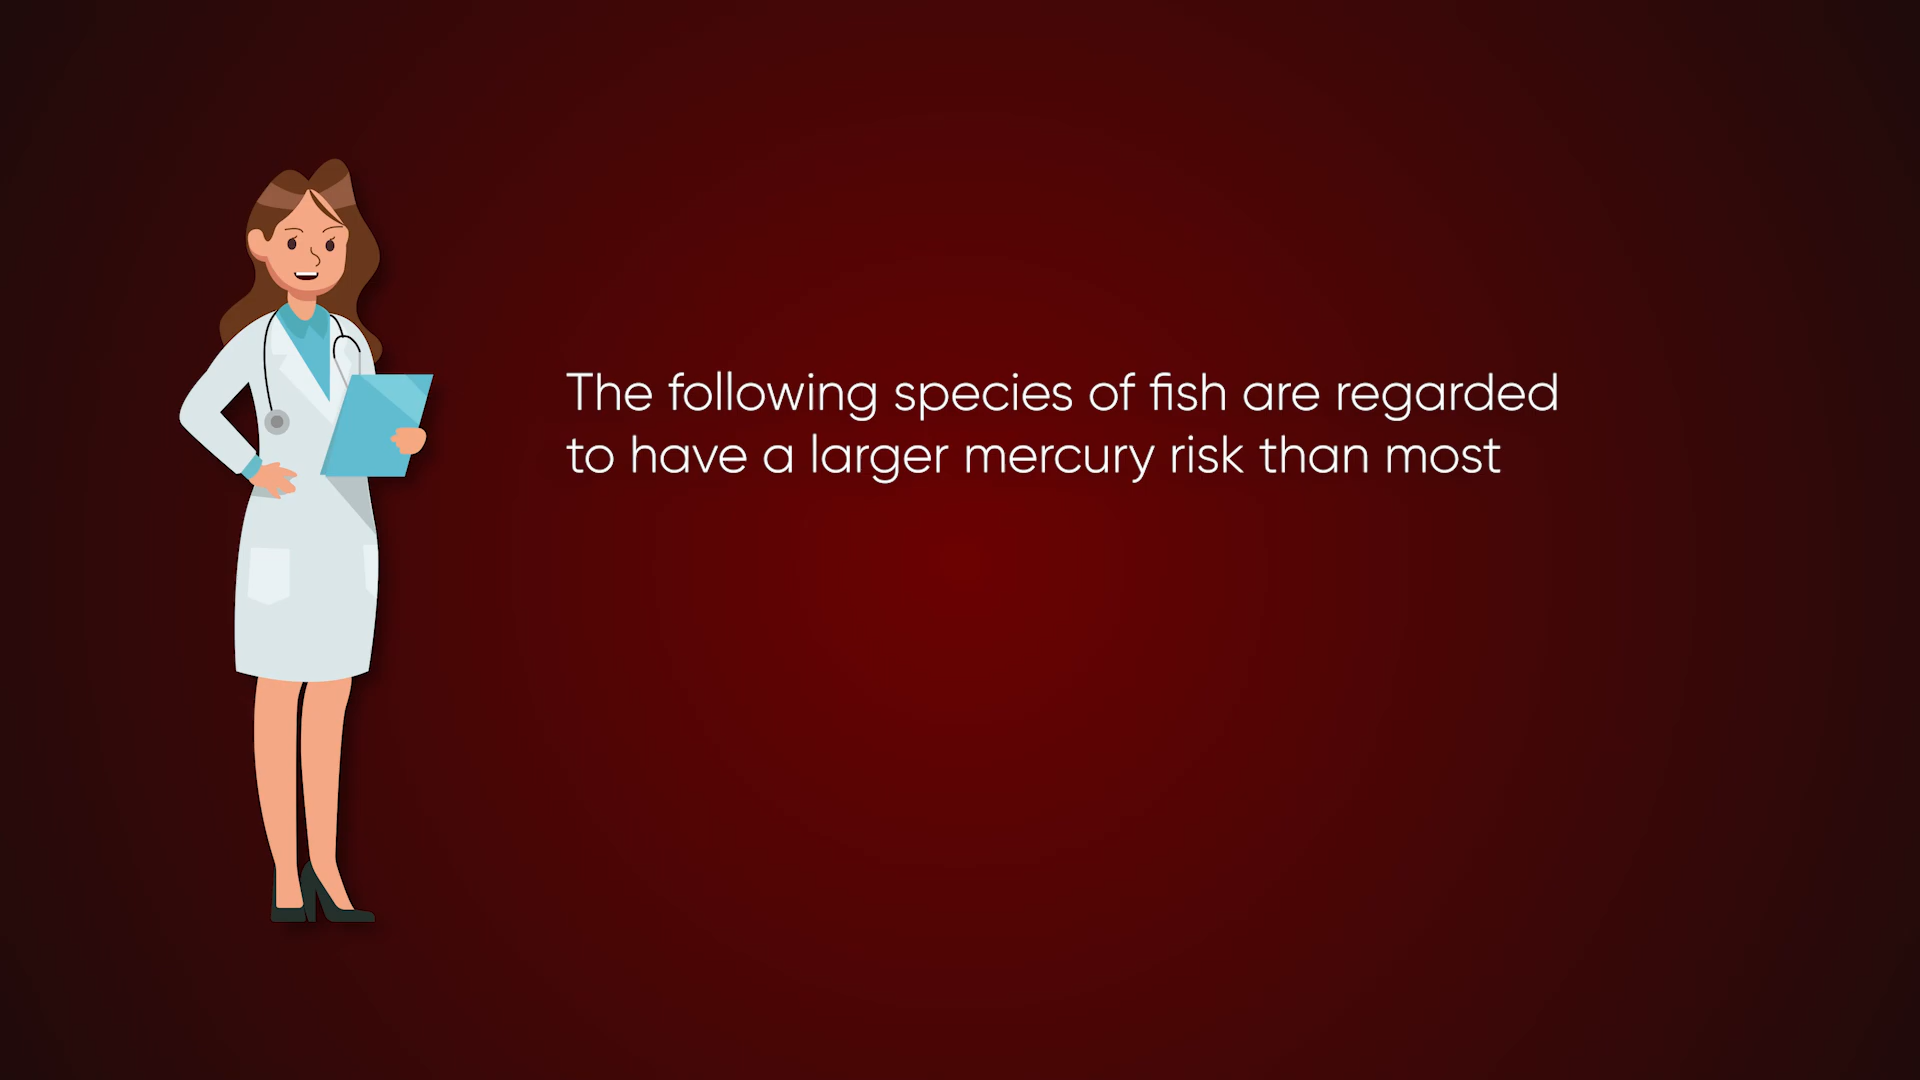 The following species of fish are regarded
to have a larger mercury risk than most